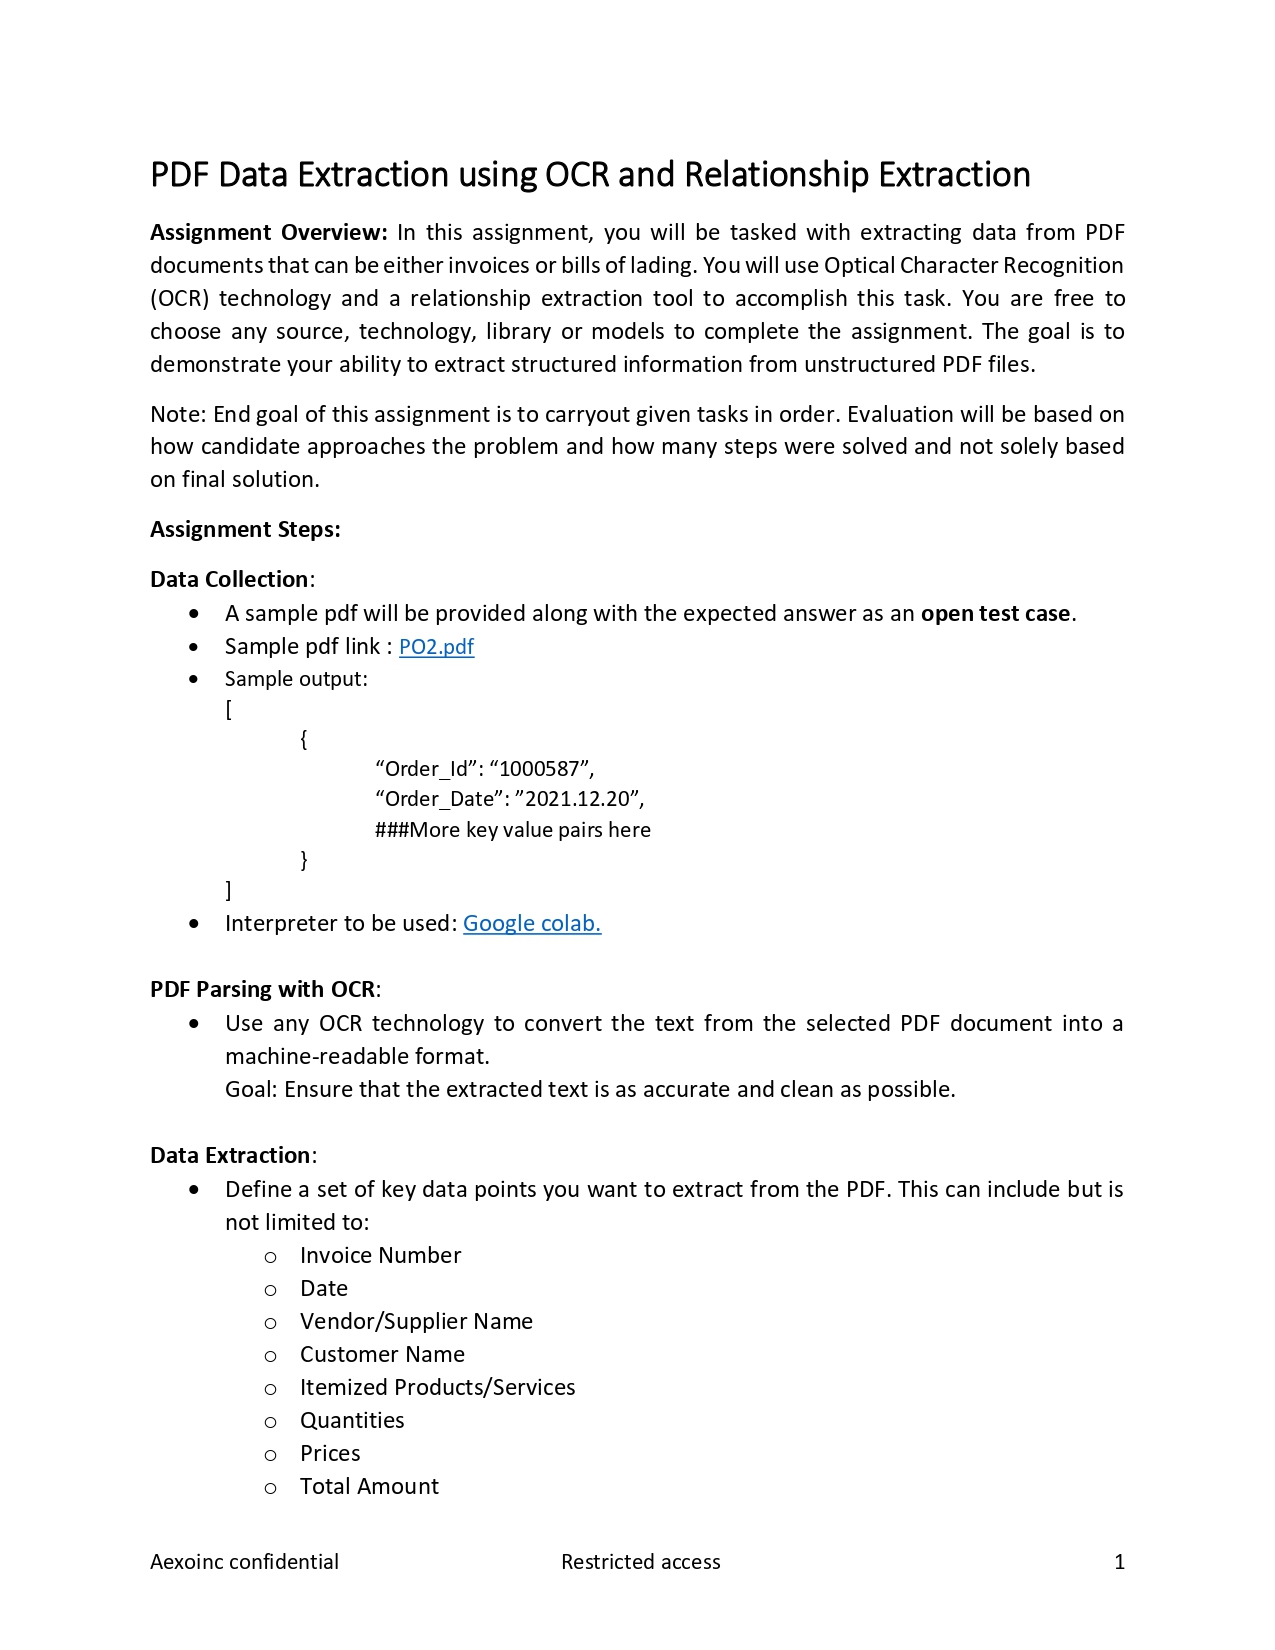 PDF Data Extraction using OCR and Relationship Extraction
Assignment Overview: In this assignment, you will be tasked with extracting data from PDF
documents that can be either invoices or bills of lading. You will use Optical Character Recognition
(OCR) technology and a relationship extraction tool to accomplish this task. You are free to
choose any source, technology, library or models to complete the assignment. The goal is to
demonstrate your ability to extract structured information from unstructured PDF files.
Note: End goal of this assignment is to carryout given tasks in order. Evaluation will be based on
how candidate approaches the problem and how many steps were solved and not solely based
on final solution.
Assignment Steps:
Data Collection:
• A sample pdf will be provided along with the expected answer as an open test case.
• Sample pdf link : PO2.pdf
• Sample output:
[
{
“Order_Id”: “1000587”,
“Order_Date”: ”2021.12.20”,
###More key value pairs here
}
]
• Interpreter to be used: Google colab.
PDF Parsing with OCR:
• Use any OCR technology to convert the text from the selected PDF document into a
machine-readable format.
Goal: Ensure that the extracted text is as accurate and clean as possible.
Data Extraction:
• Define a set of key data points you want to extract from the PDF. This can include but is
not limited to:
o Invoice Number
o Date
o Vendor/Supplier Name
o Customer Name
o Itemized Products/Services
o Quantities
o Prices
o Total Amount
Aexoinc confidential Restricted access 1